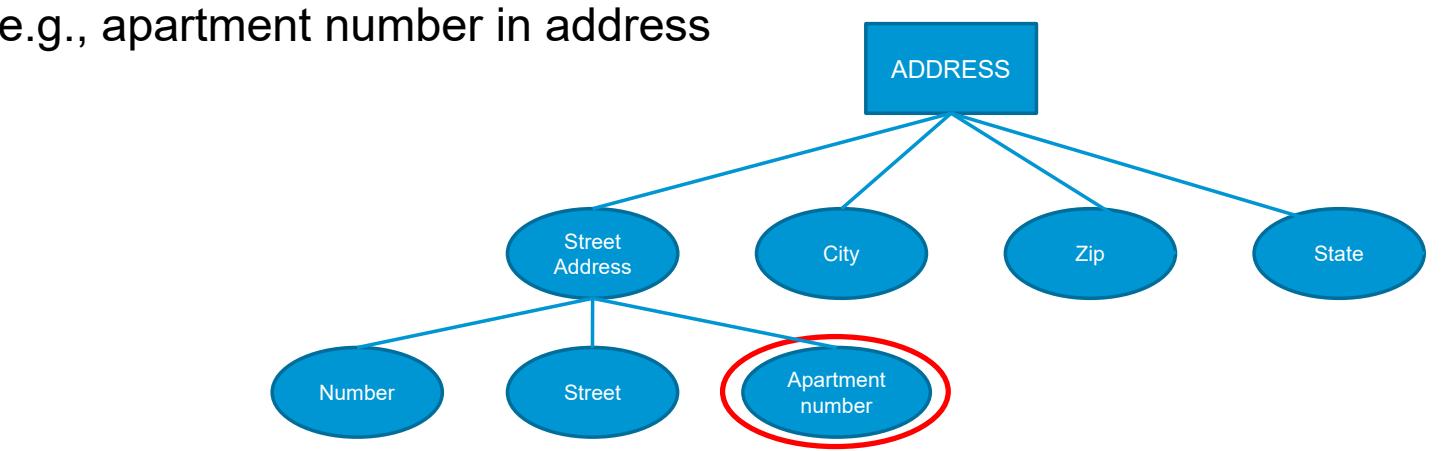 e.g., apartment number in address
ADDRESS
Street
Address
City
Zip
State
Number
Street
Apartment
number